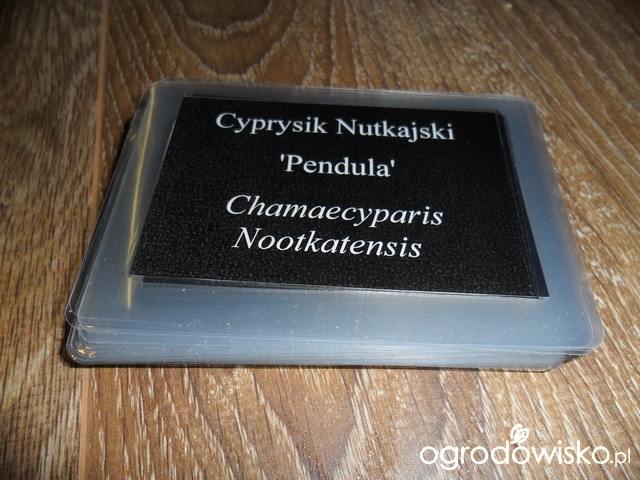 Cyprysik Nutkajski
'Pendula'
Chamaecyparis
Nootkatensis
ogrodowisko.pl